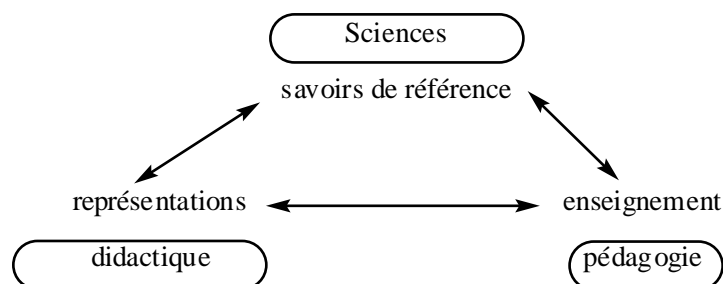 Sciences
savoirs de référence
représentations enseignement
didactique pédagogie